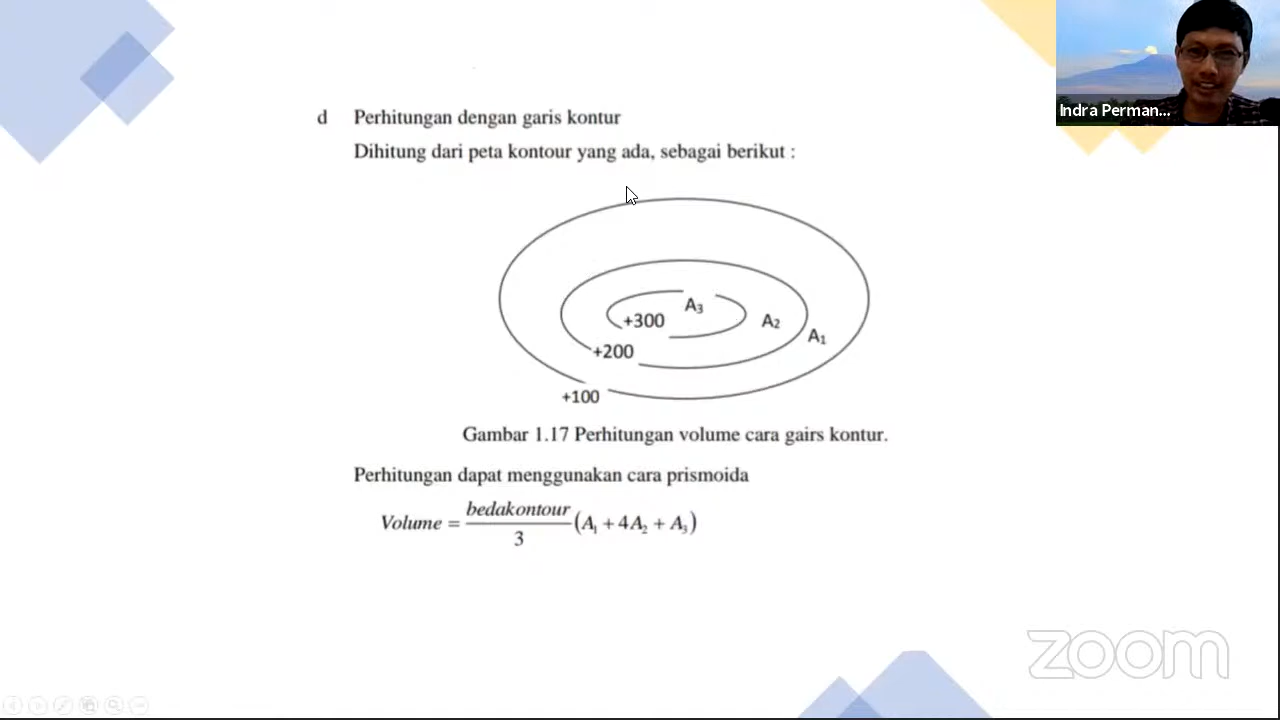 Indra Perman...
d Perhitungan dengan garis kontur
Dihitung dari peta kontour yang ada, sebagai berikut :
A3
+300
A2
A1
+200
+100
Gambar 1.17 Perhitungan volume cara gairs kontur.
Perhitungan dapat menggunakan cara prismoida
Volume = bedakontour/3 (A₁ + 4A₂ + A₃)
zoom